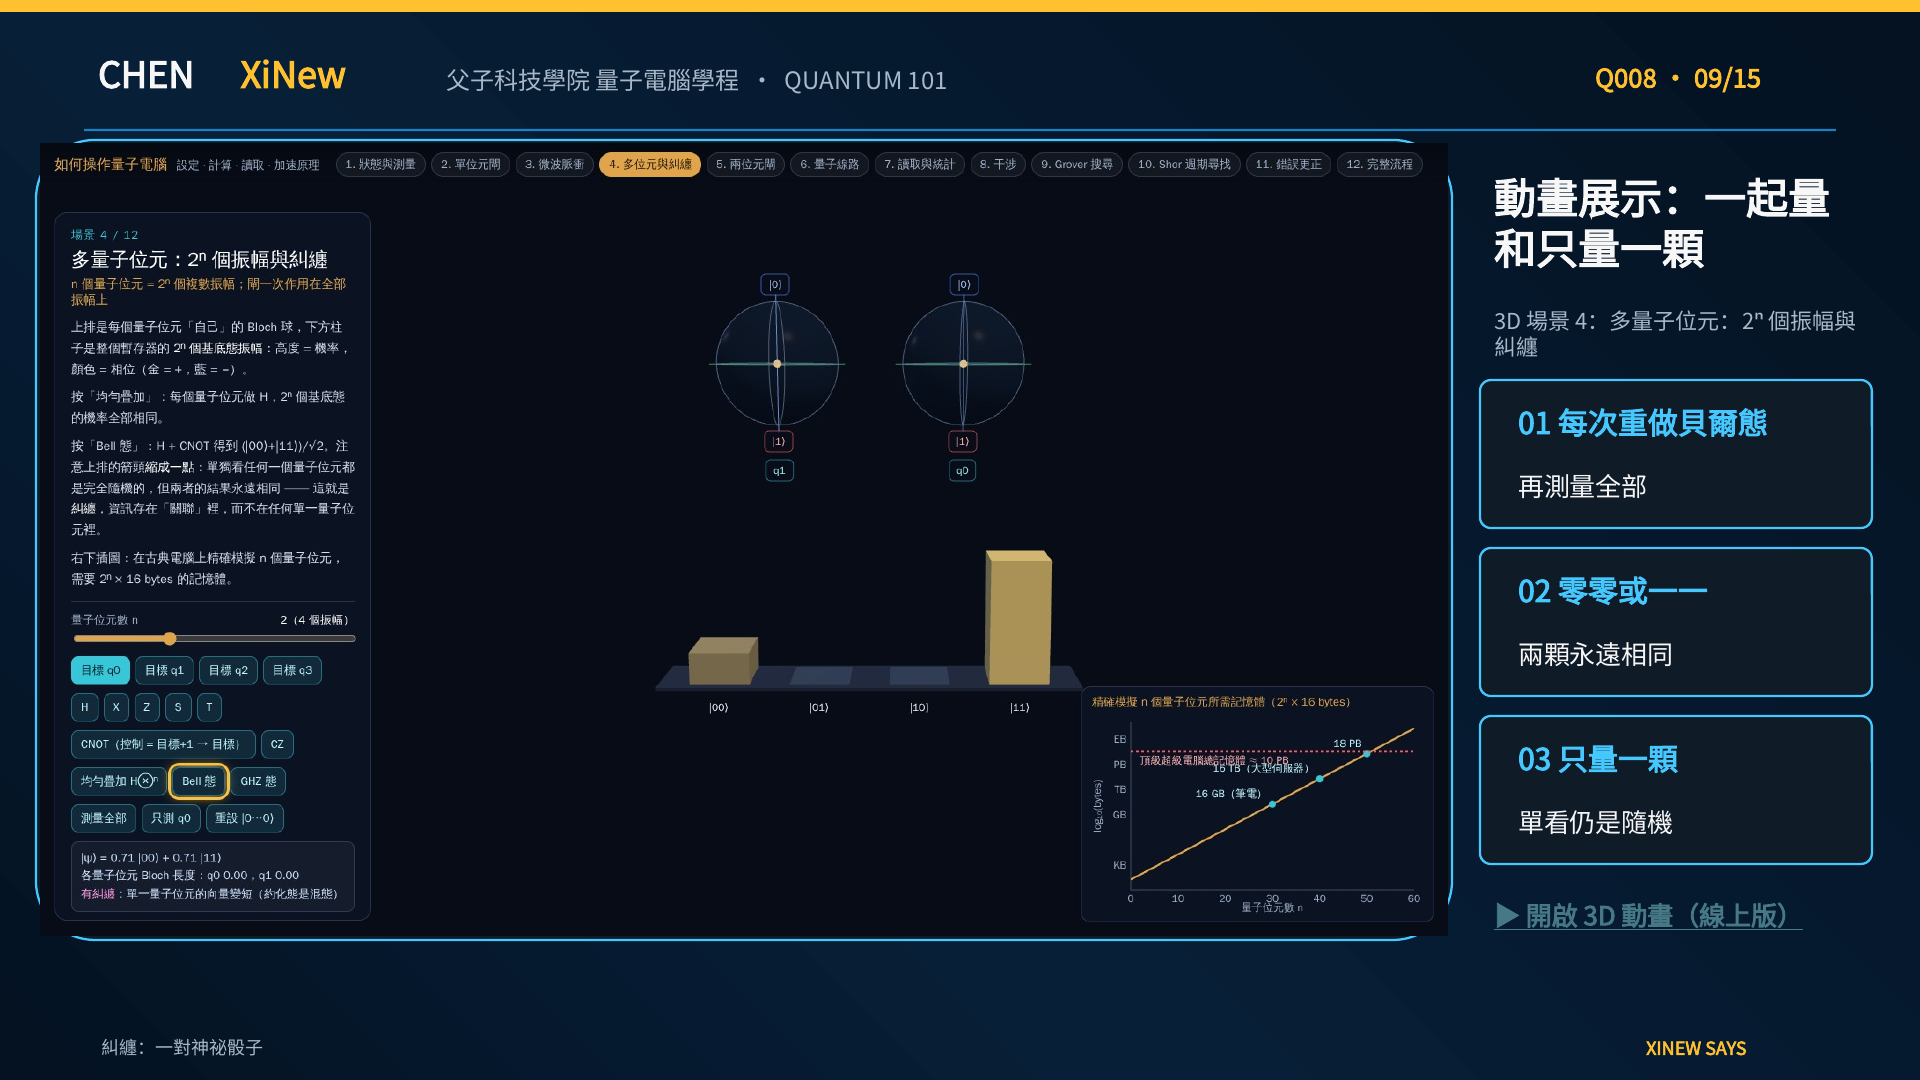 CHEN XiNew 父子科技學院 量子電腦學程 • QUANTUM 101 Q008 • 09/15
如何操作量子電腦 設定 · 計算 · 讀取 · 加速原理 1. 狀態與測量 2. 單位元閘 3. 微波脈衝 4. 多位元與糾纏 5. 兩位元閘 6. 量子線路 7. 讀取與統計 8. 干涉 9. Grover 搜尋 10. Shor 週期尋找 11. 錯誤更正 12. 完整流程
場景 4 / 12
多量子位元：2ⁿ 個振幅與糾纏
n 個量子位元 = 2ⁿ 個複數振幅；閘一次作用在全部
振幅上
上排是每個量子位元「自己」的 Bloch 球，下方柱
子是整個暫存器的 2ⁿ 個基底態振幅：高度 = 機率，
顏色 = 相位（金 = +，藍 = −）。
按「均勻疊加」：每個量子位元做 H，2ⁿ 個基底態
的機率全部相同。
按「Bell 態」：H + CNOT 得到 (|00⟩+|11⟩)/√2。注
意上排的箭頭縮成一點：單獨看任何一個量子位元都
是完全隨機的，但兩者的結果永遠相同 —— 這就是
糾纏，資訊存在「關聯」裡，而不在任何單一量子位
元裡。
右下插圖：在古典電腦上精確模擬 n 個量子位元，
需要 2ⁿ × 16 bytes 的記憶體。
量子位元數 n 2（4 個振幅）
目標 q0 目標 q1 目標 q2 目標 q3
H X Z S T
CNOT（控制 = 目標+1 → 目標） CZ
均勻疊加 H⊗ⁿ Bell 態 GHZ 態
測量全部 只測 q0 重設 |0⋯0⟩
|ψ⟩ = 0.71 |00⟩ + 0.71 |11⟩
各量子位元 Bloch 長度：q0 0.00，q1 0.00
有糾纏：單一量子位元的向量變短（約化態是混態）
|0⟩ |0⟩
|1⟩ |1⟩
q1 q0
|00⟩ |01⟩ |10⟩ |11⟩
精確模擬 n 個量子位元所需記憶體（2ⁿ × 16 bytes）
log₁₀(bytes)
EB
PB
TB
GB
KB
18 PB
頂級超級電腦總記憶體 ≈ 10 PB
16 TB（大型伺服器）
16 GB（筆電）
0 10 20 30 40 50 60
量子位元數 n
動畫展示：一起量
和只量一顆
3D 場景 4：多量子位元：2ⁿ 個振幅與
糾纏
01 每次重做貝爾態
再測量全部
02 零零或一一
兩顆永遠相同
03 只量一顆
單看仍是隨機
▶ 開啟 3D 動畫（線上版）
糾纏：一對神祕骰子
XINEW SAYS